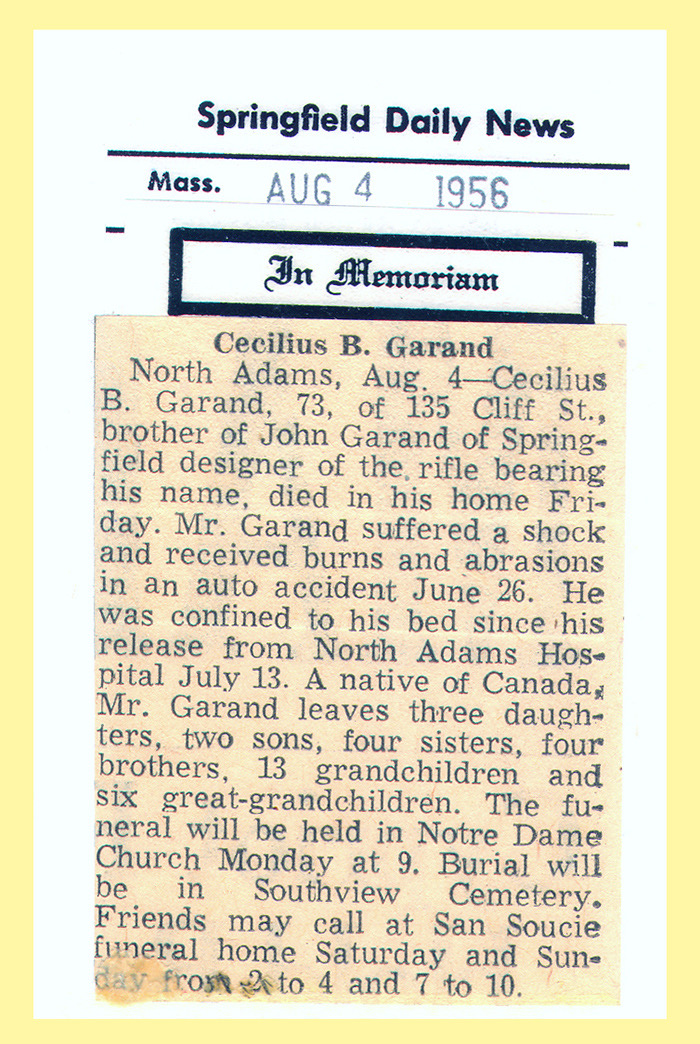 Springfield Daily News
Mass. AUG 4 1956
In Memoriam
Cecilius B. Garand
North Adams, Aug. 4—Cecilius
B. Garand, 73, of 135 Cliff St.,
brother of John Garand of Spring-
field designer of the rifle bearing
his name, died in his home Fri-
day. Mr. Garand suffered a shock
and received burns and abrasions
in an auto accident June 26. He
was confined to his bed since his
release from North Adams Hos-
pital July 13. A native of Canada,
Mr. Garand leaves three daugh-
ters, two sons, four sisters, four
brothers, 13 grandchildren and
six great-grandchildren. The fu-
neral will be held in Notre Dame
Church Monday at 9. Burial will
be in Southview Cemetery.
Friends may call at San Soucie
funeral home Saturday and Sun-
day from 2 to 4 and 7 to 10.